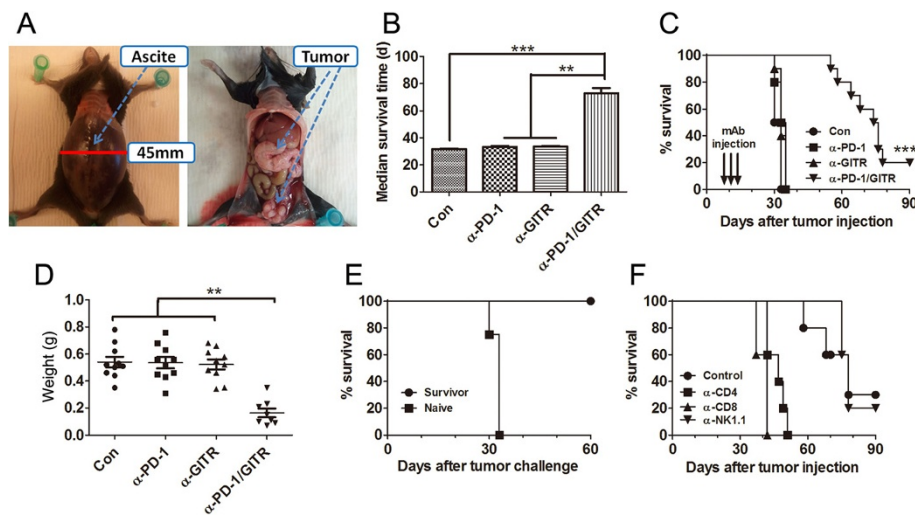 A
Ascite
Tumor
45mm
B
Median survival time (d)
100
80
60
40
20
0
***
**
Con
α-PD-1
α-GITR
α-PD-1/GITR
C
% survival
100
80
60
40
20
0
mAb
injection
Con
α-PD-1
α-GITR
α-PD-1/GITR
***
0
30
60
90
Days after tumor injection
D
Weight (g)
1.0
0.8
0.6
0.4
0.2
0.0
**
Con
α-PD-1
α-GITR
α-PD-1/GITR
E
% survival
100
80
60
40
20
0
Survivor
Naive
0
30
60
Days after tumor challenge
F
% survival
100
80
60
40
20
0
Control
α-CD4
α-CD8
α-NK1.1
0
30
60
90
Days after tumor injection